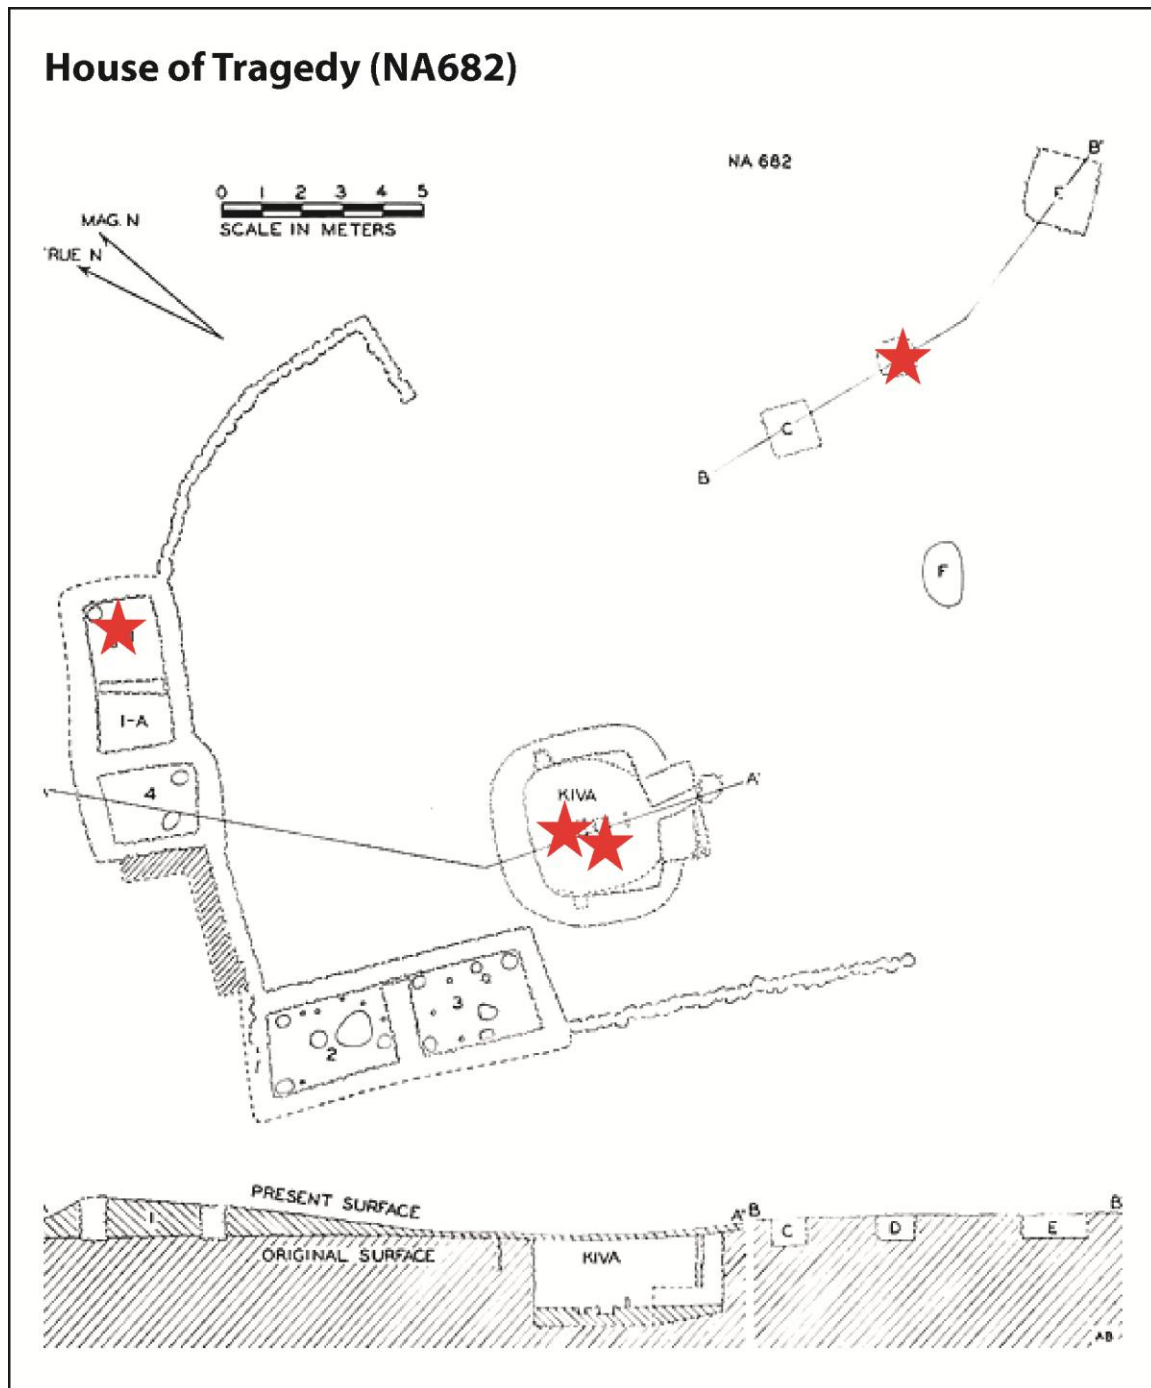 House of Tragedy (NA682)
NA 682
B'
E
0 1 2 3 4 5
SCALE IN METERS
MAG. N
RUE N
C
B
F
1-A
4
KIVA
A'
3
2
PRESENT SURFACE
1
ORIGINAL SURFACE
KIVA
A' B
C
D
E
B
AB